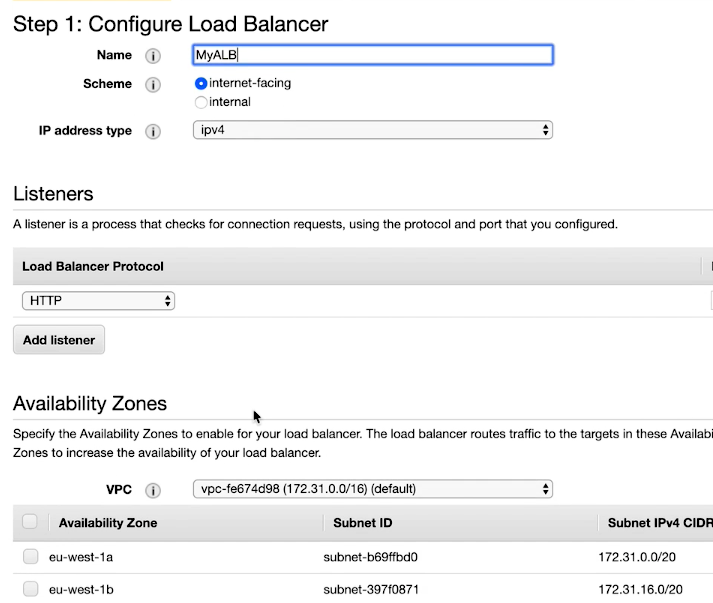 Step 1: Configure Load Balancer
Name i MyALB
Scheme i internet-facing
internal
IP address type i ipv4
Listeners
A listener is a process that checks for connection requests, using the protocol and port that you configured.
Load Balancer Protocol
HTTP
Add listener
Availability Zones
Specify the Availability Zones to enable for your load balancer. The load balancer routes traffic to the targets in these Availabi
Zones to increase the availability of your load balancer.
VPC i vpc-fe674d98 (172.31.0.0/16) (default)
Availability Zone Subnet ID Subnet IPv4 CIDR
eu-west-1a subnet-b69ffbd0 172.31.0.0/20
eu-west-1b subnet-397f0871 172.31.16.0/20